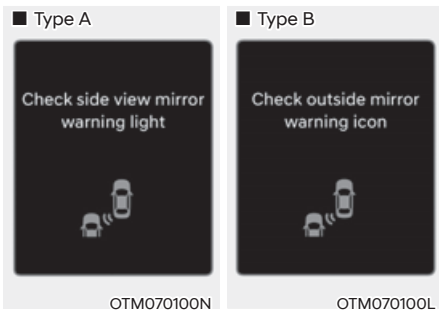 ■ Type A
Check side view mirror
warning light
OTM070100N
■ Type B
Check outside mirror
warning icon
OTM070100L